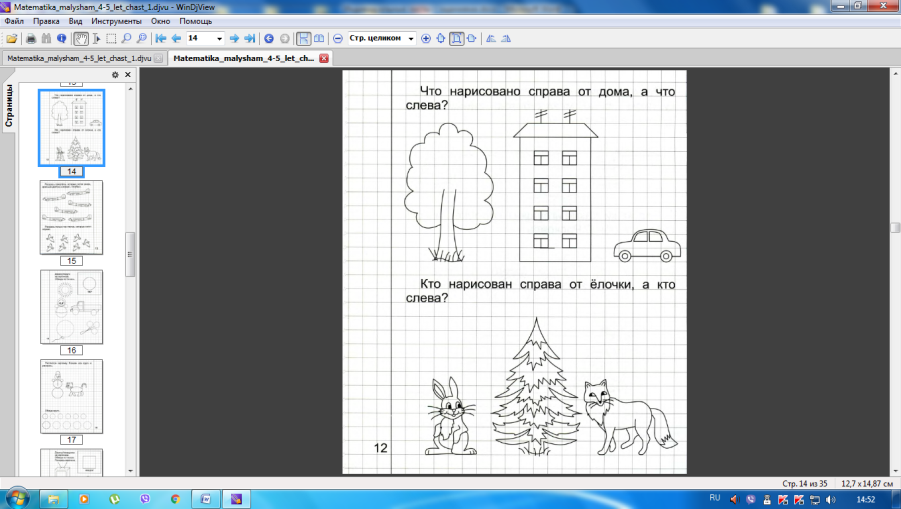 Matematika_malysham_4-5_let_chast_1.djvu - WinDjView
Файл Правка Вид Инструменты Окно Помощь
14 Стр. целиком
Matematika_malysham_4-5_let_chast_1.djvu Matematika_malysham_4-5_let_ch...
Страницы
14
15
16
17
Что нарисовано справа от дома, а что
слева?
Кто нарисован справа от ёлочки, а кто
слева?
12
Стр. 14 из 35 12,7 x 14,87 см
RU 14:52